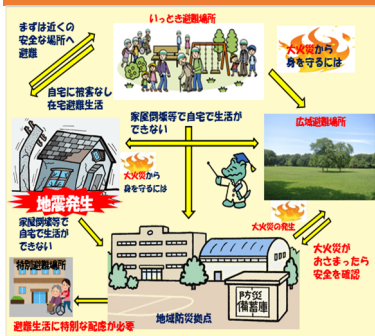 いっとき避難場所
まずは近くの
安全な場所へ
避難
大火災から
身を守るには
自宅に被害なし
在宅避難生活
家屋倒壊等で自宅で生活が
できない
広域避難場所
大火災から
身を守るには
地震発生
家屋倒壊等で
自宅で生活が
できない
大火災の発生
大火災が
おさまったら
安全を確認
特別避難場所
防災
備蓄庫
地域防災拠点
避難生活に特別な配慮が必要